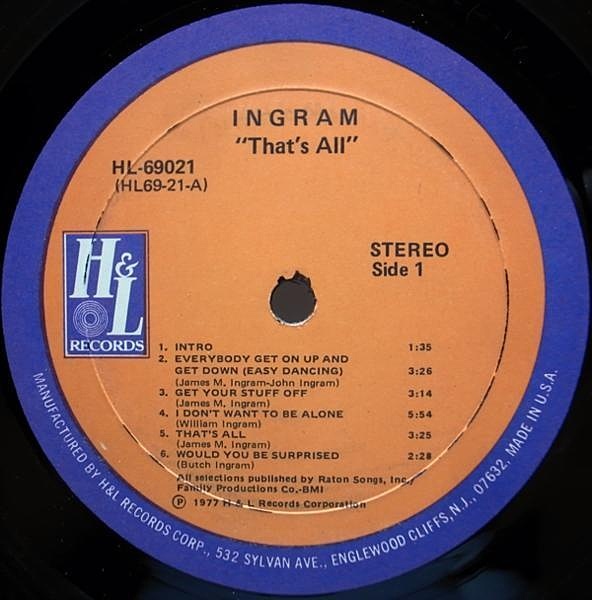 INGRAM
"That's All"
HL-69021
(HL69-21-A)
STEREO
Side 1
H&L
RECORDS
1. INTRO 1:35
2. EVERYBODY GET ON UP AND
GET DOWN (EASY DANCING) 3:26
(James M. Ingram-John Ingram)
3. GET YOUR STUFF OFF 3:14
(James M, Ingram)
4. I DON'T WANT TO BE ALONE 5:54
(William Ingram)
5. THAT'S ALL 3:25
(James M. Ingram)
6. WOULD YOU BE SURPRISED 2:28
(Butch Ingram)
All selections published by Raton Songs, Inc./
Family Productions Co,-BMI
℗ 1977 H & L Records Corporation
MANUFACTURED BY H&L RECORDS CORP., 532 SYLVAN AVE., ENGLEWOOD CLIFFS, N.J., 07632, MADE IN U.S.A.